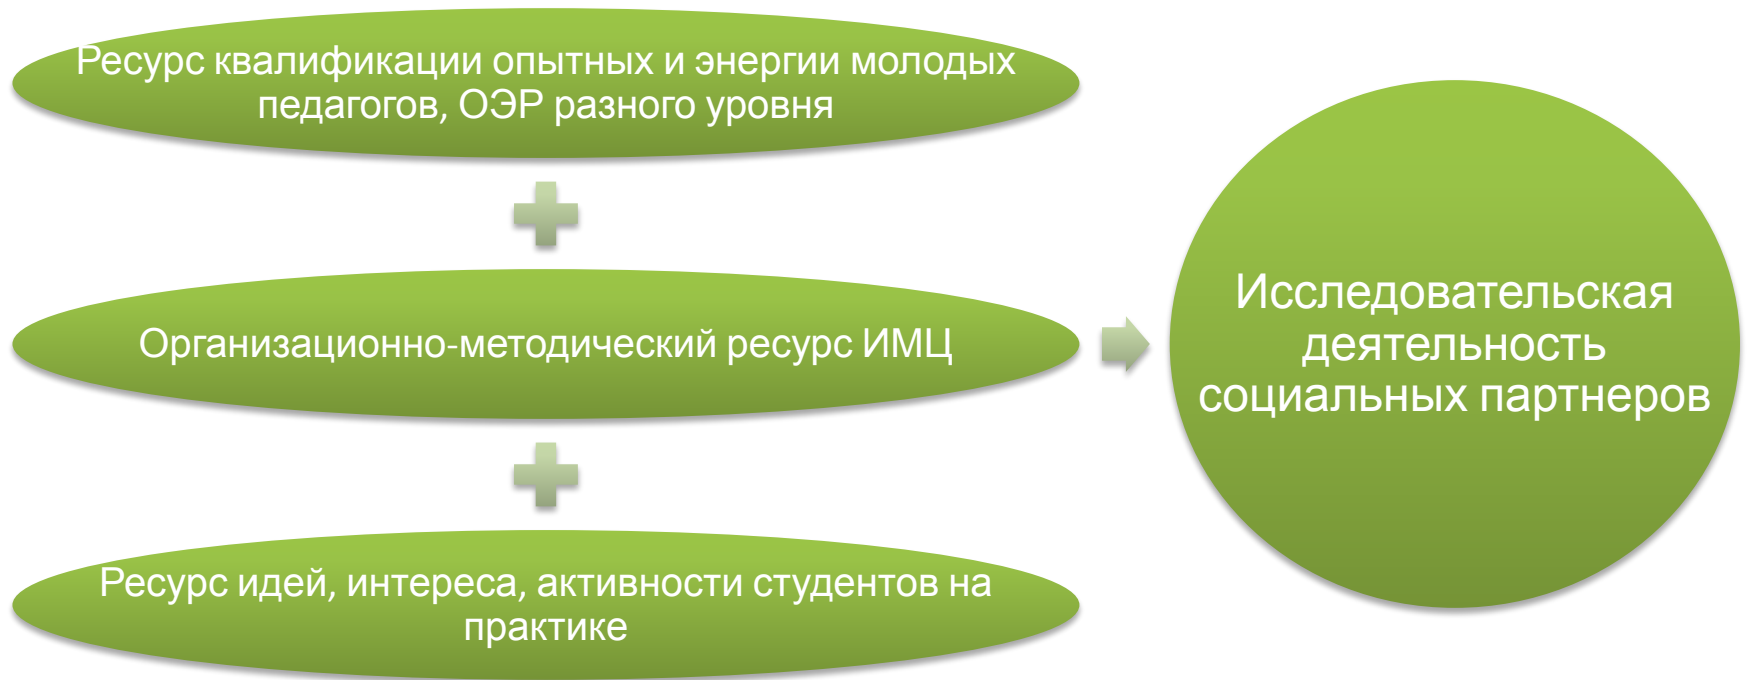 Ресурс квалификации опытных и энергии молодых
педагогов, ОЭР разного уровня
Организационно-методический ресурс ИМЦ
Ресурс идей, интереса, активности студентов на
практике
Исследовательская
деятельность
социальных партнеров